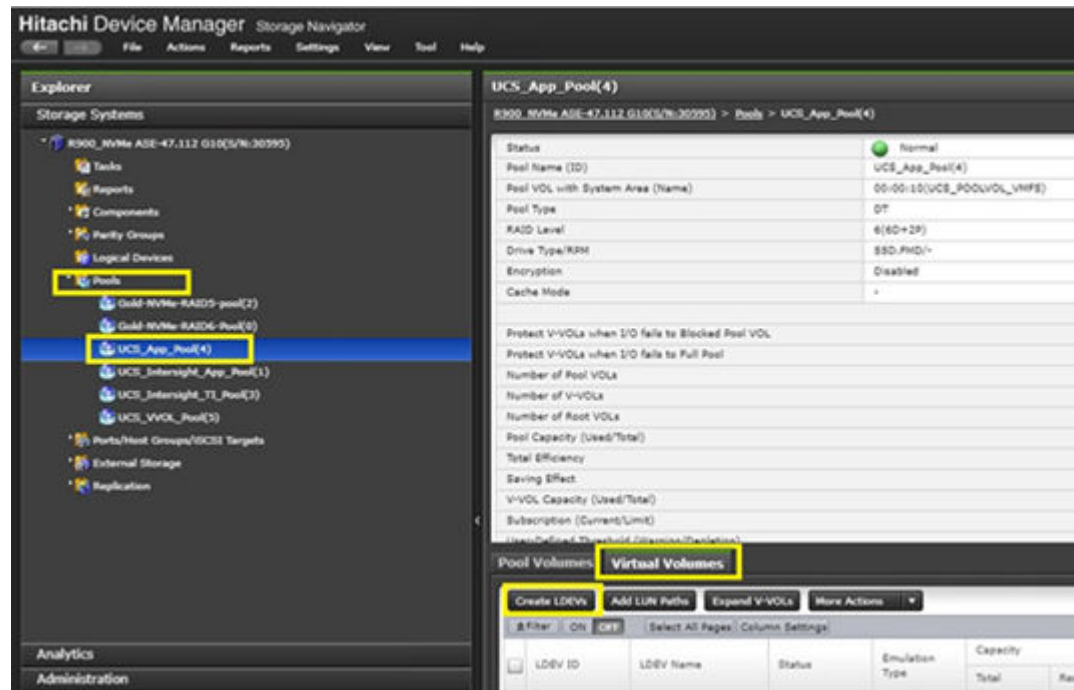 Hitachi Device Manager Storage Navigator
File Actions Reports Settings View Tool Help
Explorer
Storage Systems
R900_NVMe ASE-47.112 G10(S/N:30595)
Tasks
Reports
Components
Parity Groups
Logical Devices
Pools
Gold-NVMe-RAID5-pool(2)
Gold-NVMe-RAID6-Pool(0)
UCS_App_Pool(4)
UCS_Intersight_App_Pool(1)
UCS_Intersight_TI_Pool(3)
UCS_VVOL_Pool(5)
Ports/Host Groups/iSCSI Targets
External Storage
Replication
Analytics
Administration
UCS_App_Pool(4)
R900_NVMe ASE-47.112 G10(S/N:30595) > Pools > UCS_App_Pool(4)
Status Normal
Pool Name (ID) UCS_App_Pool(4)
Pool VOL with System Area (Name) 00:00:10(UCS_POOLVOL_VMFS)
Pool Type DT
RAID Level 6(6D+2P)
Drive Type/RPM SSD.FMD/-
Encryption Disabled
Cache Mode -
Protect V-VOLs when I/O fails to Blocked Pool VOL
Protect V-VOLs when I/O fails to Full Pool
Number of Pool VOLs
Number of V-VOLs
Number of Root VOLs
Pool Capacity (Used/Total)
Total Efficiency
Saving Effect
V-VOL Capacity (Used/Total)
Subscription (Current/Limit)
User-Defined Threshold (Warning/Depletion)
Pool Volumes Virtual Volumes
Create LDEVs Add LUN Paths Expand V-VOLs More Actions
Filter ON OFF Select All Pages Column Settings
LDEV ID LDEV Name Status Emulation Type Capacity
Total